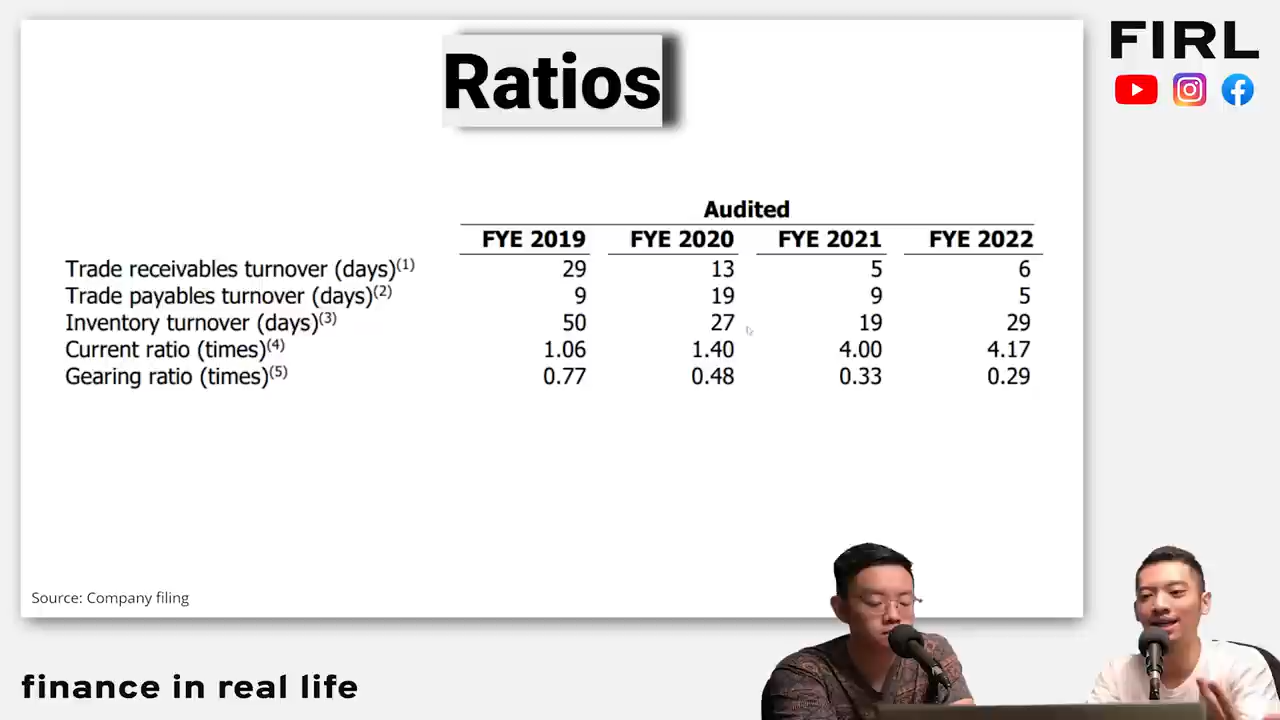 Ratios
FIRL
Audited
FYE 2019 FYE 2020 FYE 2021 FYE 2022
Trade receivables turnover (days)(1) 29 13 5 6
Trade payables turnover (days)(2) 9 19 9 5
Inventory turnover (days)(3) 50 27 19 29
Current ratio (times)(4) 1.06 1.40 4.00 4.17
Gearing ratio (times)(5) 0.77 0.48 0.33 0.29
Source: Company filing
finance in real life